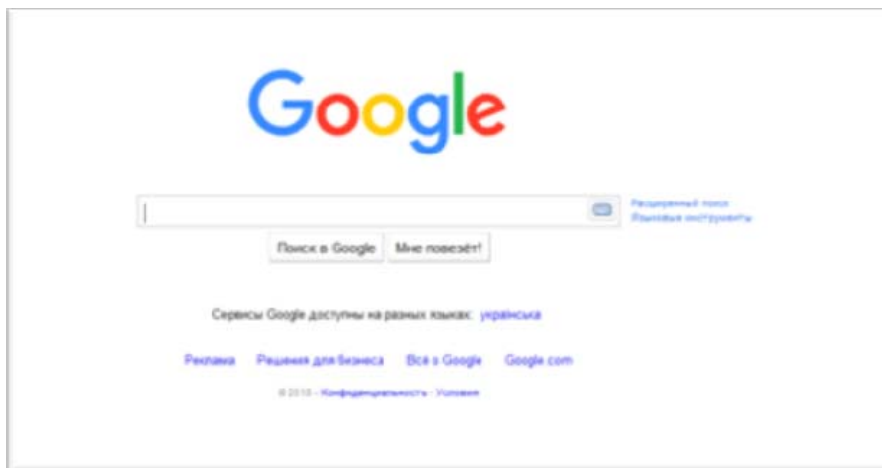 Google
Расширенный поиск
Языковые инструменты
Поиск в Google Мне повезёт!
Сервисы Google доступны на разных языках: українська
Реклама Решения для бизнеса Всё о Google Google.com
© - Конфиденциальность - Условия